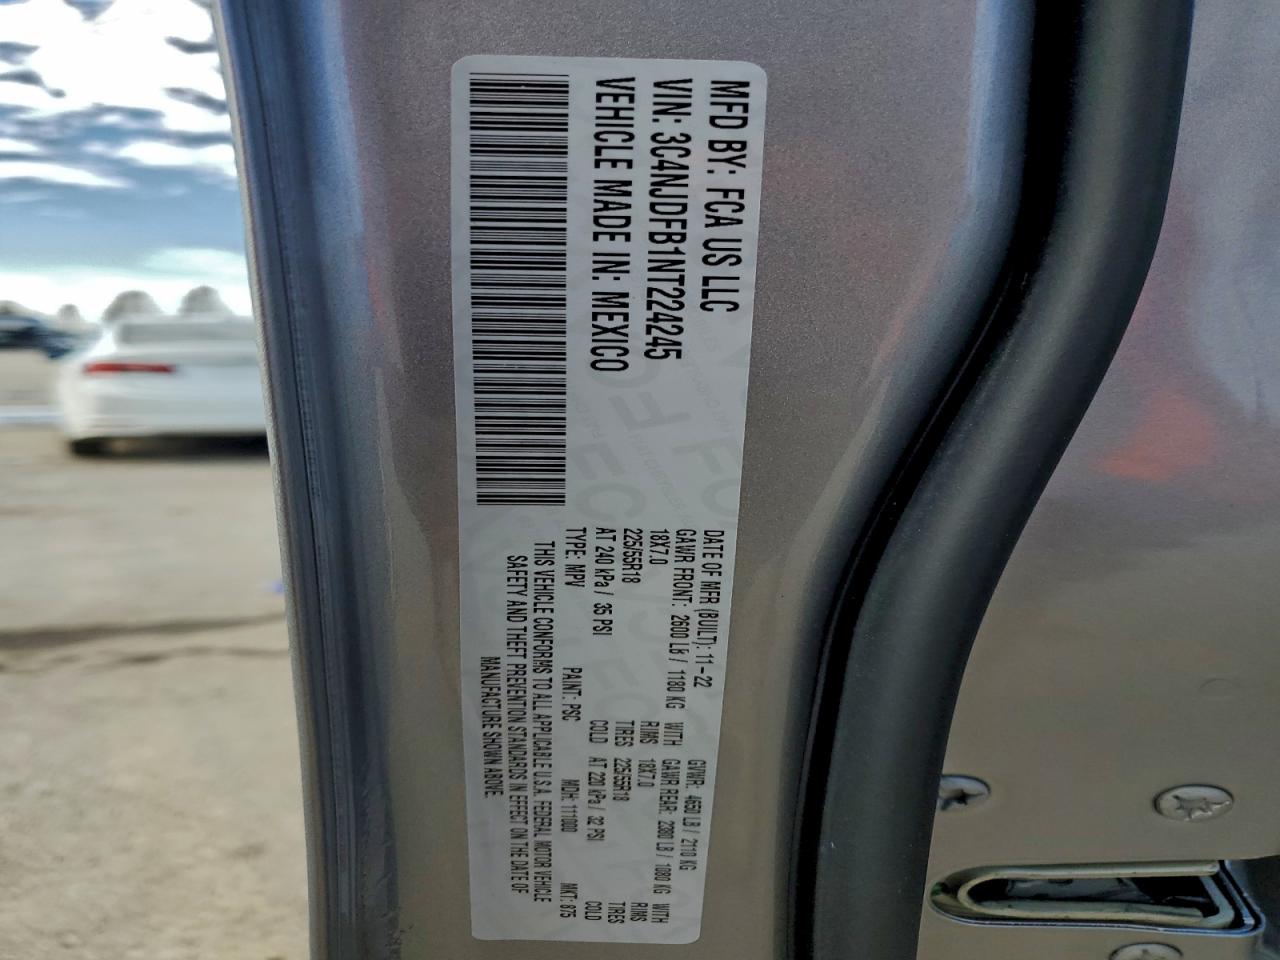 MFD BY: FCA US LLC
VIN: 3C4NJDFB1NT224245
VEHICLE MADE IN: MEXICO
DATE OF MFR (BUILT): 11-22 GVWR: 4650 LB / 2110 KG
GAWR FRONT: 2600 LB / 1180 KG WITH GAWR REAR: 2380 LB / 1080 KG WITH
18X7.0 RIMS 18X7.0 RIMS
225/55R18 TIRES 225/55R18 TIRES
AT 240 kPa / 35 PSI COLD AT 220 kPa / 32 PSI COLD
TYPE: MPV PAINT: PSC MDH: 111000 MKT: 875
THIS VEHICLE CONFORMS TO ALL APPLICABLE U.S.A. FEDERAL MOTOR VEHICLE
SAFETY AND THEFT PREVENTION STANDARDS IN EFFECT ON THE DATE OF
MANUFACTURE SHOWN ABOVE.